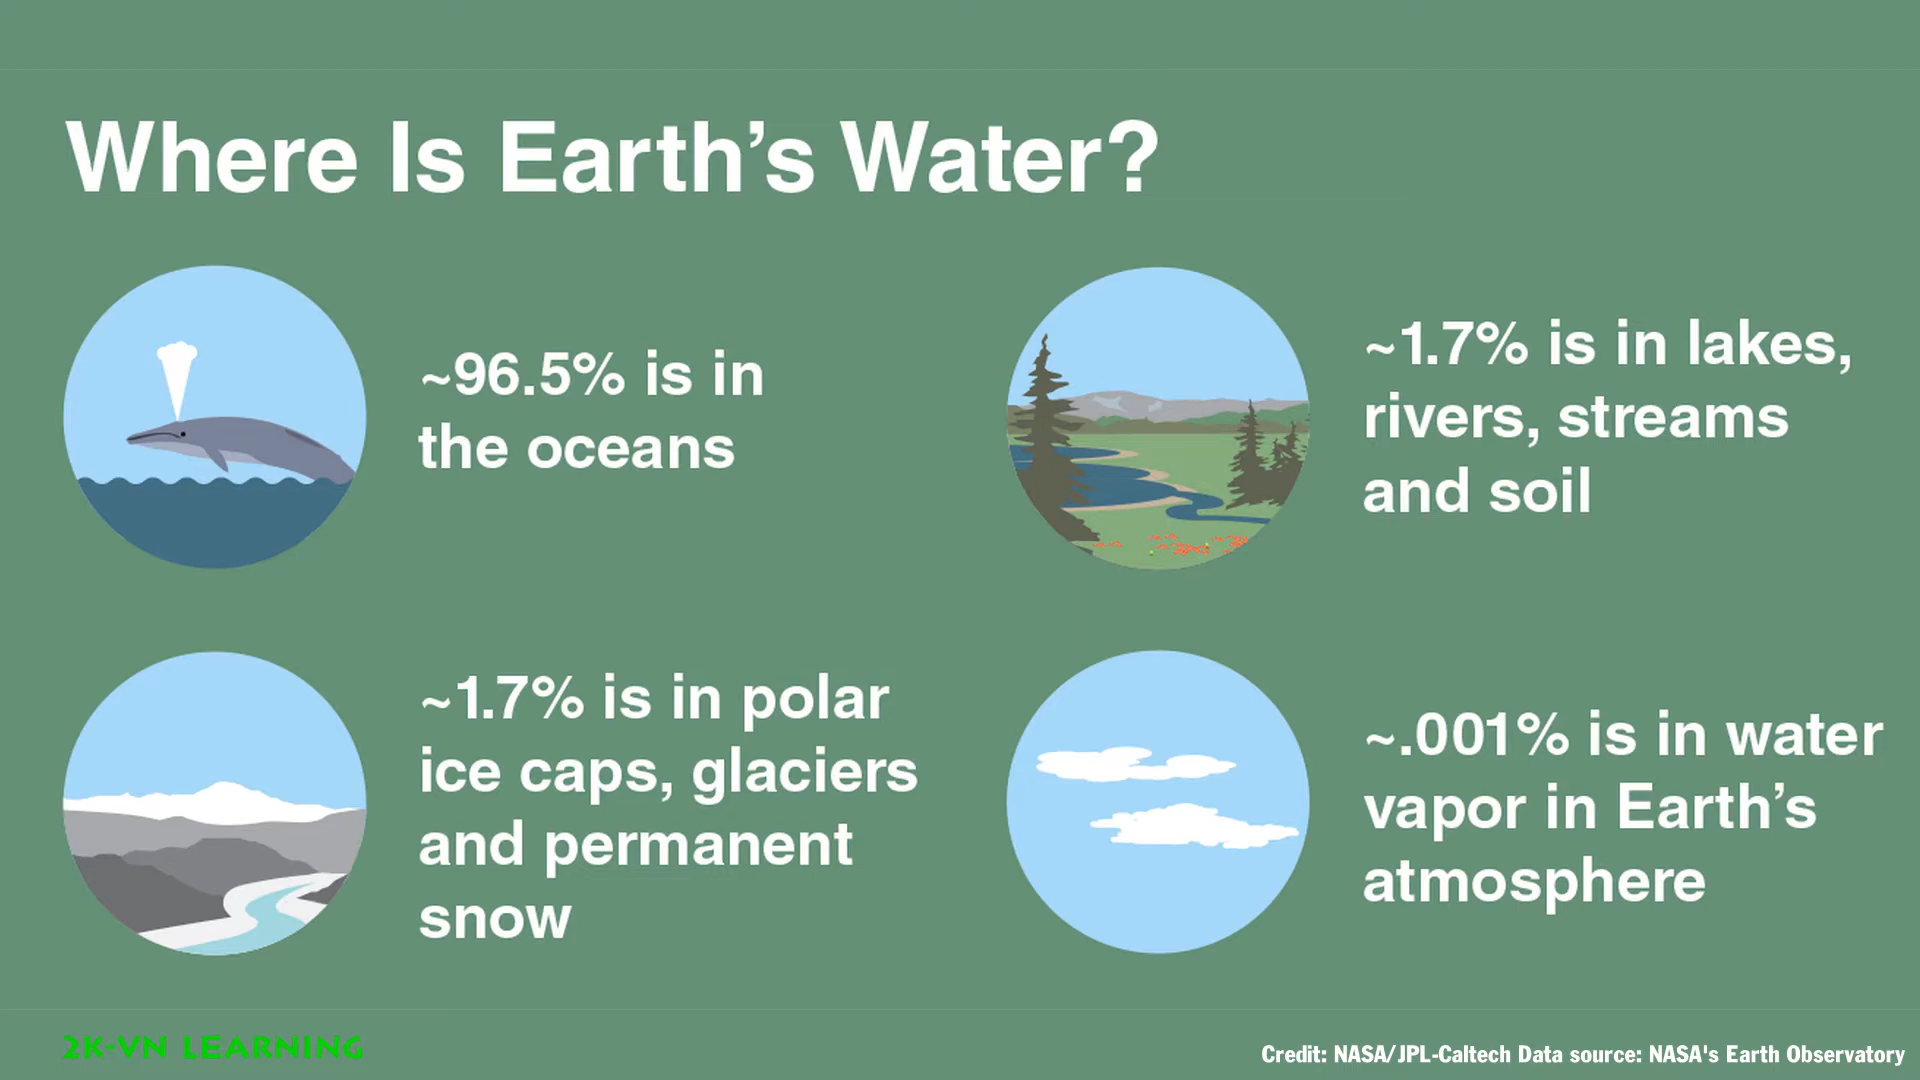 Where Is Earth’s Water?
~96.5% is in
the oceans
~1.7% is in lakes,
rivers, streams
and soil
~1.7% is in polar
ice caps, glaciers
and permanent
snow
~.001% is in water
vapor in Earth’s
atmosphere
2K-VN LEARNING
Credit: NASA/JPL-Caltech Data source: NASA's Earth Observatory